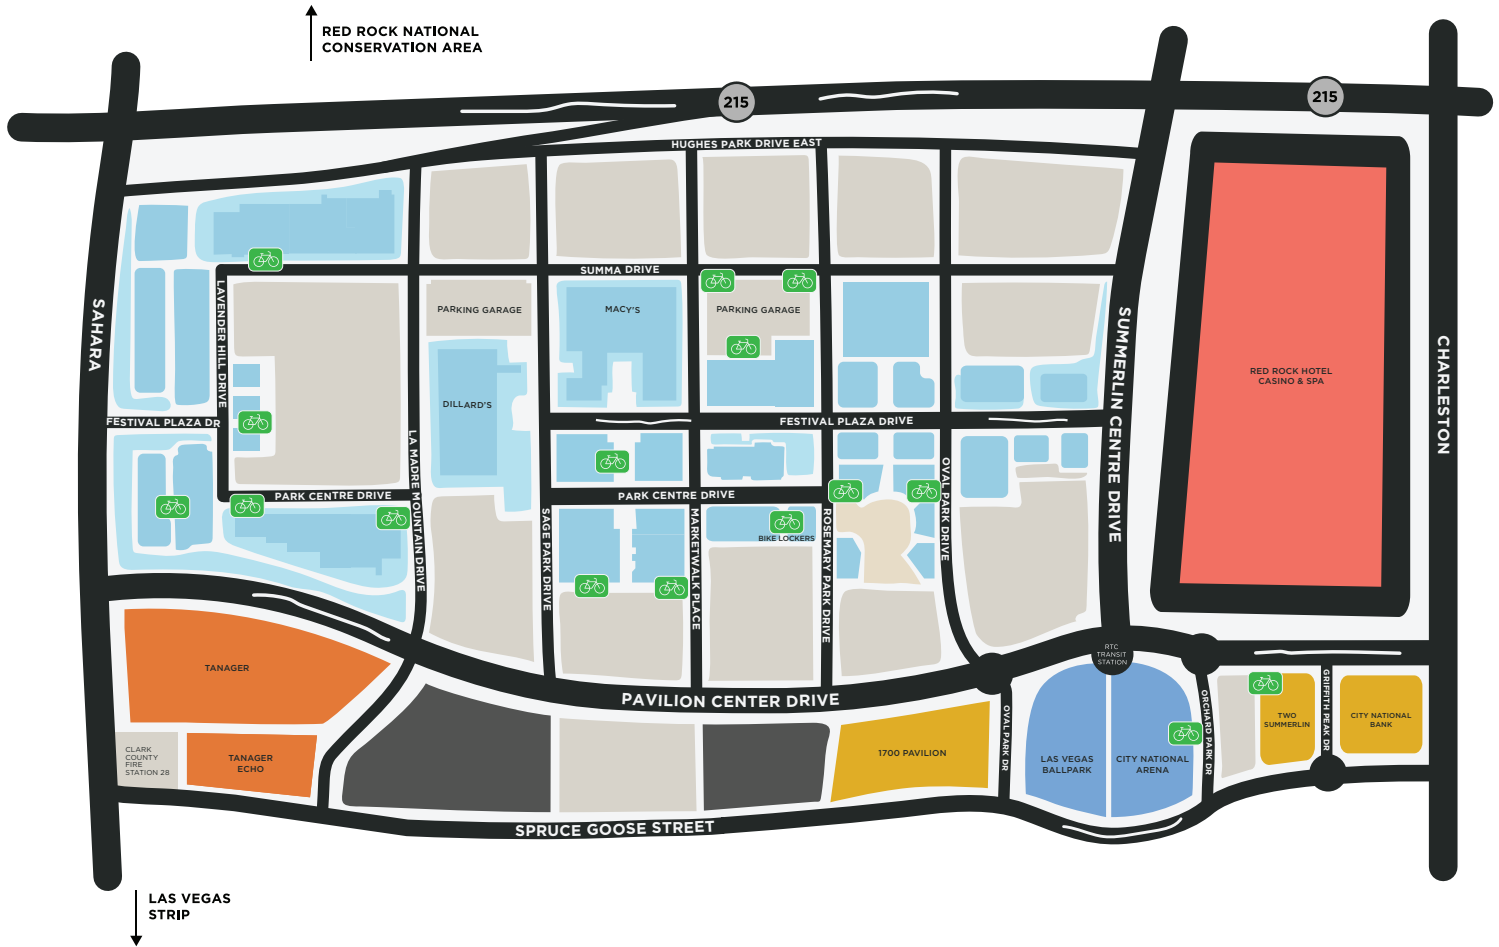 RED ROCK NATIONAL
CONSERVATION AREA
215
215
HUGHES PARK DRIVE EAST
SUMMA DRIVE
LAVENDER HILL DRIVE
SAHARA
PARKING GARAGE
MACY'S
PARKING GARAGE
SUMMERLIN CENTRE DRIVE
CHARLESTON
RED ROCK HOTEL
CASINO & SPA
DILLARD'S
FESTIVAL PLAZA DR
FESTIVAL PLAZA DRIVE
LA MADRE MOUNTAIN DRIVE
OVAL PARK DRIVE
PARK CENTRE DRIVE
PARK CENTRE DRIVE
SAGE PARK DRIVE
MARKETWALK PLACE
ROSEMARY PARK DRIVE
BIKE LOCKERS
RTC
TRANSIT
STATION
TANAGER
PAVILION CENTER DRIVE
OVAL PARK DR
ORCHARD PARK DR
GRIFFITH PEAK DR
TWO
SUMMERLIN
CITY NATIONAL
BANK
CLARK
COUNTY
FIRE
STATION 28
TANAGER
ECHO
1700 PAVILION
LAS VEGAS
BALLPARK
CITY NATIONAL
ARENA
SPRUCE GOOSE STREET
LAS VEGAS
STRIP